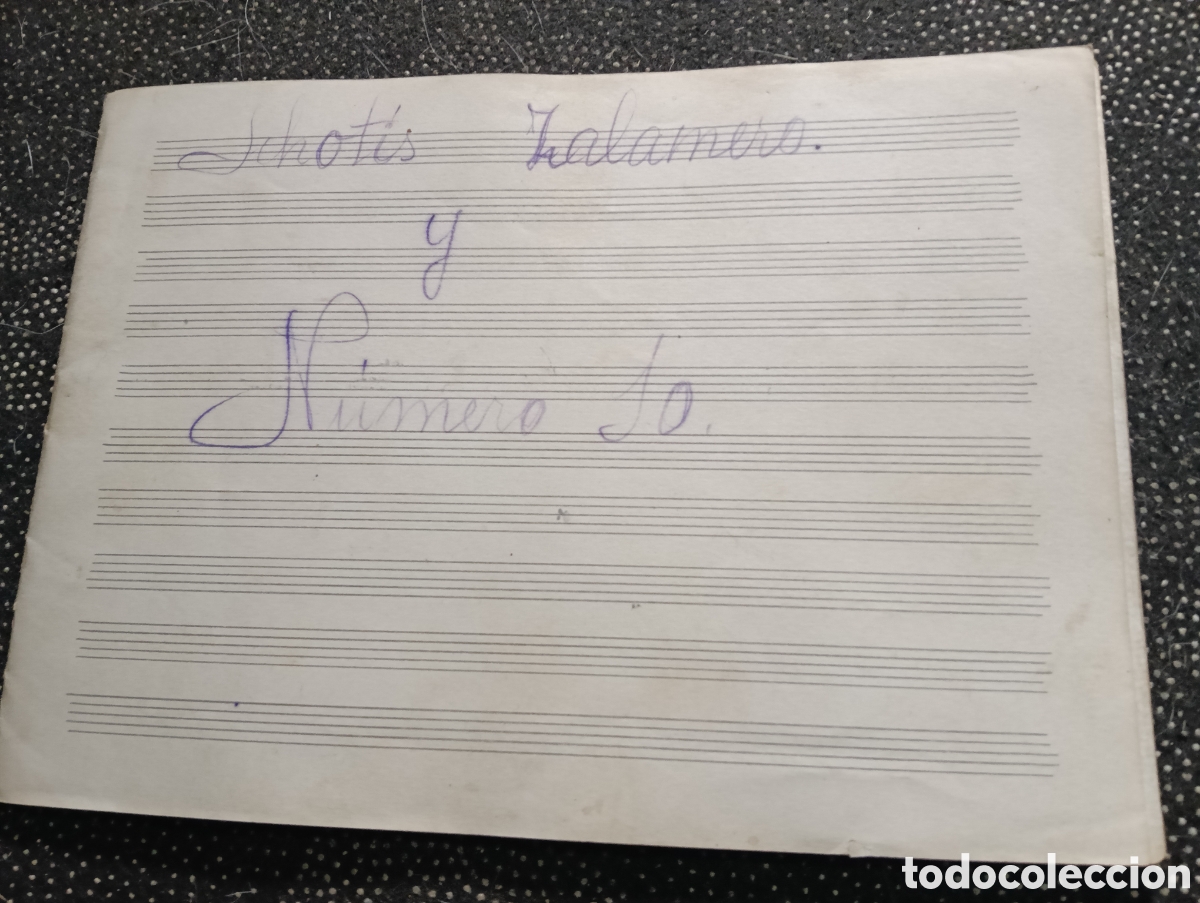 Schotis Zalamero.
y
Número 10.
todocoleccion